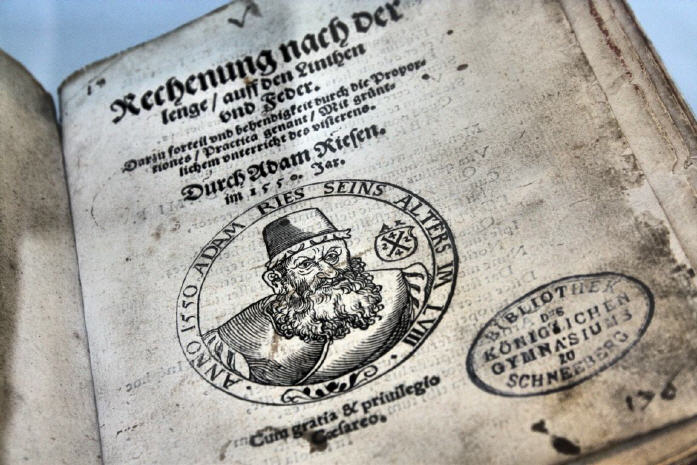 Rechenung nach der
lenge / auff den Linihen
vnd Feder.
Darzu forteil vnd behendigkeit durch die Propor-
tiones / Practica genant / Mit grünt-
lichem vnterricht des visierens.
Durch Adam Riesen.
im 1550. Jar.
ANNO 1550 ADAM RIES SEINS ALTERS IM LVIII
Cum gratia & priuilegio
Caesareo.
BIBLIOTHEK
DES
KÖNIGLICHEN
GYMNASIUMS
ZU
SCHNEEBERG